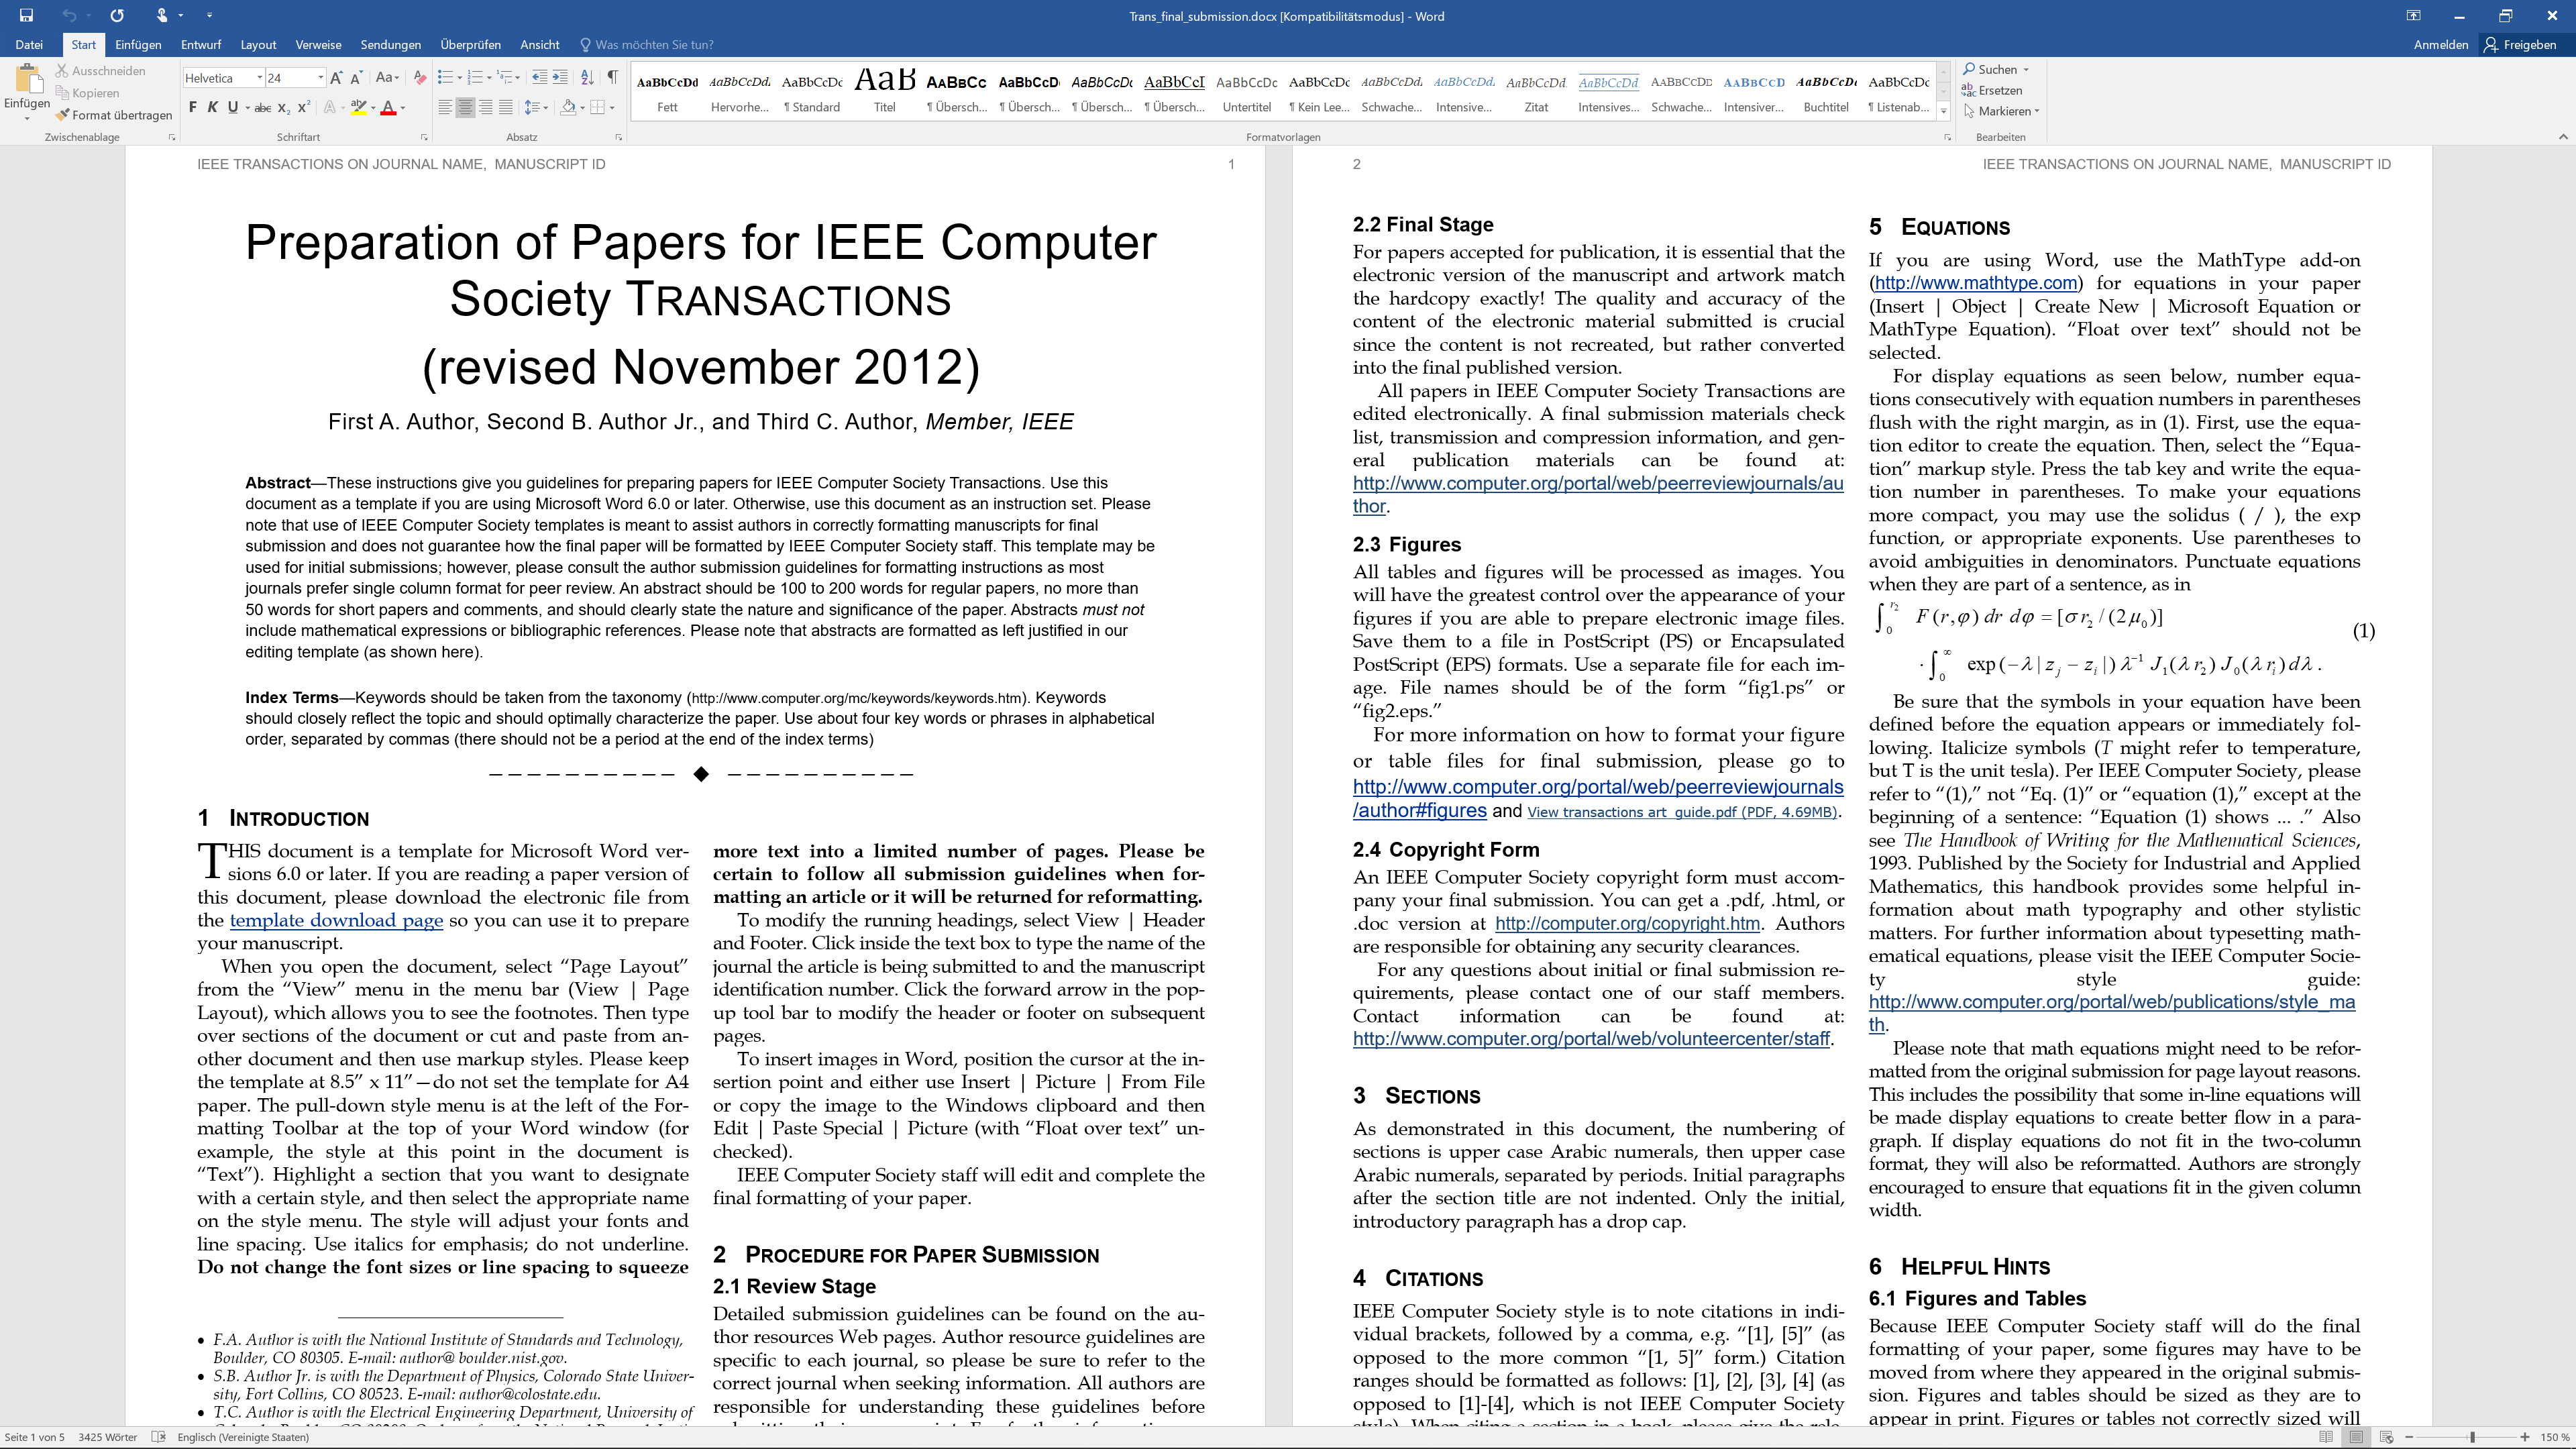 Trans_final_submission.docx [Kompatibilitätsmodus] - Word
Datei Start Einfügen Entwurf Layout Verweise Sendungen Überprüfen Ansicht Was möchten Sie tun? Anmelden Freigeben
Einfügen
Ausschneiden
Kopieren
Format übertragen
Zwischenablage
Helvetica 24
Schriftart
Absatz
AaBbCcDd AaBbCcDd AaBbCcDc AaB AaBbCc AaBbCcD AaBbCcDc AaBbCcI AaBbCcDc AaBbCcDc AaBbCcDd AaBbCcDd AaBbCcDd AaBbCcDd AaBbCcDd AaBbCcD AaBbCcD AaBbCcDc
Fett Hervorhe... ¶ Standard Titel ¶ Übersch... ¶ Übersch... ¶ Übersch... ¶ Übersch... Untertitel ¶ Kein Lee... Schwache... Intensive... Zitat Intensives... Schwache... Intensiver... Buchtitel ¶ Listenab...
Formatvorlagen
Suchen
Ersetzen
Markieren
Bearbeiten
IEEE TRANSACTIONS ON JOURNAL NAME, MANUSCRIPT ID 1
Preparation of Papers for IEEE Computer
Society TRANSACTIONS
(revised November 2012)
First A. Author, Second B. Author Jr., and Third C. Author, Member, IEEE
Abstract—These instructions give you guidelines for preparing papers for IEEE Computer Society Transactions. Use this
document as a template if you are using Microsoft Word 6.0 or later. Otherwise, use this document as an instruction set. Please
note that use of IEEE Computer Society templates is meant to assist authors in correctly formatting manuscripts for final
submission and does not guarantee how the final paper will be formatted by IEEE Computer Society staff. This template may be
used for initial submissions; however, please consult the author submission guidelines for formatting instructions as most
journals prefer single column format for peer review. An abstract should be 100 to 200 words for regular papers, no more than
50 words for short papers and comments, and should clearly state the nature and significance of the paper. Abstracts must not
include mathematical expressions or bibliographic references. Please note that abstracts are formatted as left justified in our
editing template (as shown here).
Index Terms—Keywords should be taken from the taxonomy (http://www.computer.org/mc/keywords/keywords.htm). Keywords
should closely reflect the topic and should optimally characterize the paper. Use about four key words or phrases in alphabetical
order, separated by commas (there should not be a period at the end of the index terms)
— — — — — — — — — — ◆ — — — — — — — — — —
1 INTRODUCTION
THIS document is a template for Microsoft Word ver-
sions 6.0 or later. If you are reading a paper version of
this document, please download the electronic file from
the template download page so you can use it to prepare
your manuscript.
When you open the document, select “Page Layout”
from the “View” menu in the menu bar (View | Page
Layout), which allows you to see the footnotes. Then type
over sections of the document or cut and paste from an-
other document and then use markup styles. Please keep
the template at 8.5” x 11”—do not set the template for A4
paper. The pull-down style menu is at the left of the For-
matting Toolbar at the top of your Word window (for
example, the style at this point in the document is
“Text”). Highlight a section that you want to designate
with a certain style, and then select the appropriate name
on the style menu. The style will adjust your fonts and
line spacing. Use italics for emphasis; do not underline.
Do not change the font sizes or line spacing to squeeze
• F.A. Author is with the National Institute of Standards and Technology,
Boulder, CO 80305. E-mail: author@ boulder.nist.gov.
• S.B. Author Jr. is with the Department of Physics, Colorado State Univer-
sity, Fort Collins, CO 80523. E-mail: author@colostate.edu.
• T.C. Author is with the Electrical Engineering Department, University of
more text into a limited number of pages. Please be
certain to follow all submission guidelines when for-
matting an article or it will be returned for reformatting.
To modify the running headings, select View | Header
and Footer. Click inside the text box to type the name of the
journal the article is being submitted to and the manuscript
identification number. Click the forward arrow in the pop-
up tool bar to modify the header or footer on subsequent
pages.
To insert images in Word, position the cursor at the in-
sertion point and either use Insert | Picture | From File
or copy the image to the Windows clipboard and then
Edit | Paste Special | Picture (with “Float over text” un-
checked).
IEEE Computer Society staff will edit and complete the
final formatting of your paper.
2 PROCEDURE FOR PAPER SUBMISSION
2.1 Review Stage
Detailed submission guidelines can be found on the au-
thor resources Web pages. Author resource guidelines are
specific to each journal, so please be sure to refer to the
correct journal when seeking information. All authors are
responsible for understanding these guidelines before
2 IEEE TRANSACTIONS ON JOURNAL NAME, MANUSCRIPT ID
2.2 Final Stage
For papers accepted for publication, it is essential that the
electronic version of the manuscript and artwork match
the hardcopy exactly! The quality and accuracy of the
content of the electronic material submitted is crucial
since the content is not recreated, but rather converted
into the final published version.
All papers in IEEE Computer Society Transactions are
edited electronically. A final submission materials check
list, transmission and compression information, and gen-
eral publication materials can be found at:
http://www.computer.org/portal/web/peerreviewjournals/au
thor.
2.3 Figures
All tables and figures will be processed as images. You
will have the greatest control over the appearance of your
figures if you are able to prepare electronic image files.
Save them to a file in PostScript (PS) or Encapsulated
PostScript (EPS) formats. Use a separate file for each im-
age. File names should be of the form “fig1.ps” or
“fig2.eps.”
For more information on how to format your figure
or table files for final submission, please go to
http://www.computer.org/portal/web/peerreviewjournals
/author#figures and View transactions art_guide.pdf (PDF, 4.69MB).
2.4 Copyright Form
An IEEE Computer Society copyright form must accom-
pany your final submission. You can get a .pdf, .html, or
.doc version at http://computer.org/copyright.htm. Authors
are responsible for obtaining any security clearances.
For any questions about initial or final submission re-
quirements, please contact one of our staff members.
Contact information can be found at:
http://www.computer.org/portal/web/volunteercenter/staff.
3 SECTIONS
As demonstrated in this document, the numbering of
sections is upper case Arabic numerals, then upper case
Arabic numerals, separated by periods. Initial paragraphs
after the section title are not indented. Only the initial,
introductory paragraph has a drop cap.
4 CITATIONS
IEEE Computer Society style is to note citations in indi-
vidual brackets, followed by a comma, e.g. “[1], [5]” (as
opposed to the more common “[1, 5]” form.) Citation
ranges should be formatted as follows: [1], [2], [3], [4] (as
opposed to [1]-[4], which is not IEEE Computer Society
style). When citing a section in a book, please give the rele-
5 EQUATIONS
If you are using Word, use the MathType add-on
(http://www.mathtype.com) for equations in your paper
(Insert | Object | Create New | Microsoft Equation or
MathType Equation). “Float over text” should not be
selected.
For display equations as seen below, number equa-
tions consecutively with equation numbers in parentheses
flush with the right margin, as in (1). First, use the equa-
tion editor to create the equation. Then, select the “Equa-
tion” markup style. Press the tab key and write the equa-
tion number in parentheses. To make your equations
more compact, you may use the solidus ( / ), the exp
function, or appropriate exponents. Use parentheses to
avoid ambiguities in denominators. Punctuate equations
when they are part of a sentence, as in
∫₀^r₂ F(r,φ) dr dφ = [σ r₂ / (2μ₀)]
(1)
· ∫₀^∞ exp(−λ | z_j − z_i |) λ⁻¹ J₁(λ r₂) J₀(λ r_i) dλ .
Be sure that the symbols in your equation have been
defined before the equation appears or immediately fol-
lowing. Italicize symbols (T might refer to temperature,
but T is the unit tesla). Per IEEE Computer Society, please
refer to “(1),” not “Eq. (1)” or “equation (1),” except at the
beginning of a sentence: “Equation (1) shows ... .” Also
see The Handbook of Writing for the Mathematical Sciences,
1993. Published by the Society for Industrial and Applied
Mathematics, this handbook provides some helpful in-
formation about math typography and other stylistic
matters. For further information about typesetting math-
ematical equations, please visit the IEEE Computer Socie-
ty style guide:
http://www.computer.org/portal/web/publications/style_ma
th.
Please note that math equations might need to be refor-
matted from the original submission for page layout reasons.
This includes the possibility that some in-line equations will
be made display equations to create better flow in a para-
graph. If display equations do not fit in the two-column
format, they will also be reformatted. Authors are strongly
encouraged to ensure that equations fit in the given column
width.
6 HELPFUL HINTS
6.1 Figures and Tables
Because IEEE Computer Society staff will do the final
formatting of your paper, some figures may have to be
moved from where they appeared in the original submis-
sion. Figures and tables should be sized as they are to
appear in print. Figures or tables not correctly sized will
Seite 1 von 5 3425 Wörter Englisch (Vereinigte Staaten) 150 %